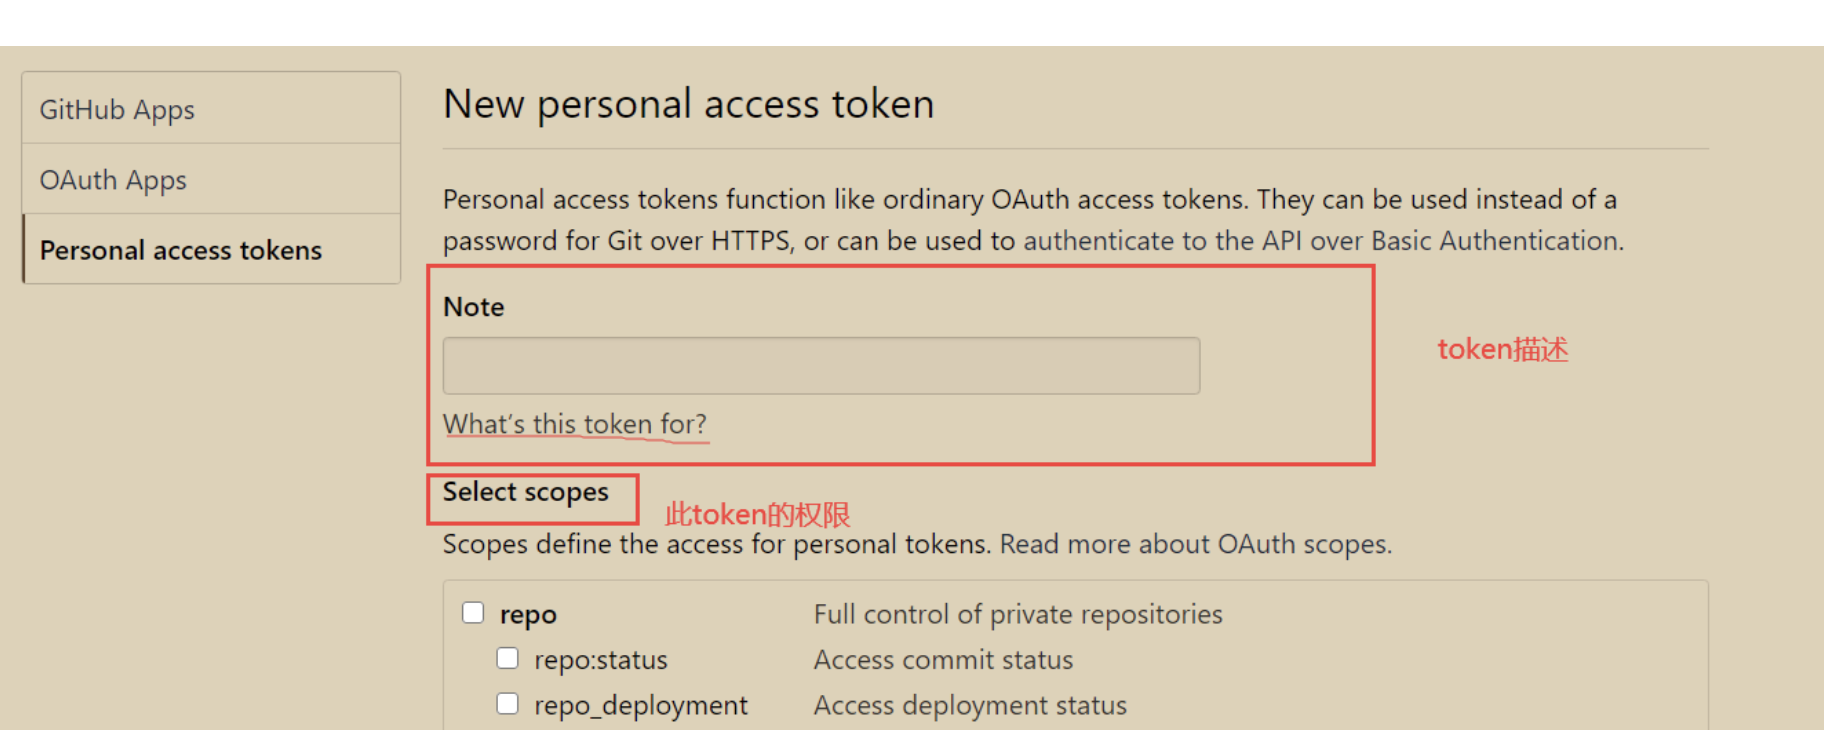 GitHub Apps
OAuth Apps
Personal access tokens
New personal access token
Personal access tokens function like ordinary OAuth access tokens. They can be used instead of a
password for Git over HTTPS, or can be used to authenticate to the API over Basic Authentication.
Note
token描述
What's this token for?
Select scopes
此token的权限
Scopes define the access for personal tokens. Read more about OAuth scopes.
repo Full control of private repositories
repo:status Access commit status
repo_deployment Access deployment status